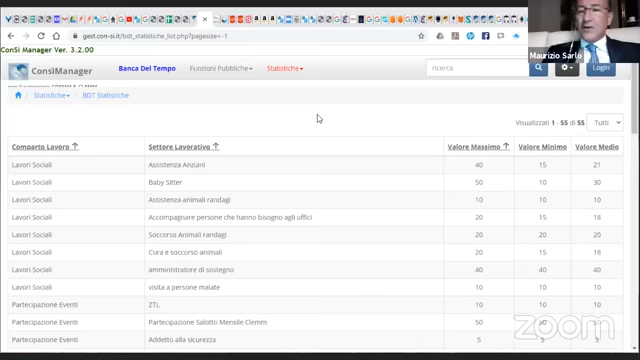 gest.con-si.it/bdt_statistiche_list.php?pagesize=-1
ConSì Manager Ver. 3.2.00
ConsìManager
Banca Del Tempo
Funzioni Pubbliche
Statistiche
ricerca
Login
Maurizio Sarlo
Statistiche / BDT Statistiche
Visualizzati 1 - 55 di 55 Tutti
Comparto Lavoro Settore Lavorativo Valore Massimo Valore Minimo Valore Medio
Lavori Sociali Assistenza Anziani 40 15 21
Lavori Sociali Baby Sitter 50 10 30
Lavori Sociali Assistenza animali randagi 10 10 10
Lavori Sociali Accompagnare persone che hanno bisogno agli uffici 20 15 18
Lavori Sociali Soccorso Animali randagi 20 20 20
Lavori Sociali Cura e soccorso animali 20 15 18
Lavori Sociali amministratore di sostegno 40 40 40
Lavori Sociali visita a persone malate 10 10 10
Partecipazione Eventi ZTL 10 10 10
Partecipazione Eventi Partecipazione Salotto Mensile Clemm 50 50 50
Partecipazione Eventi Addetto alla sicurezza 5 5 5
zoom